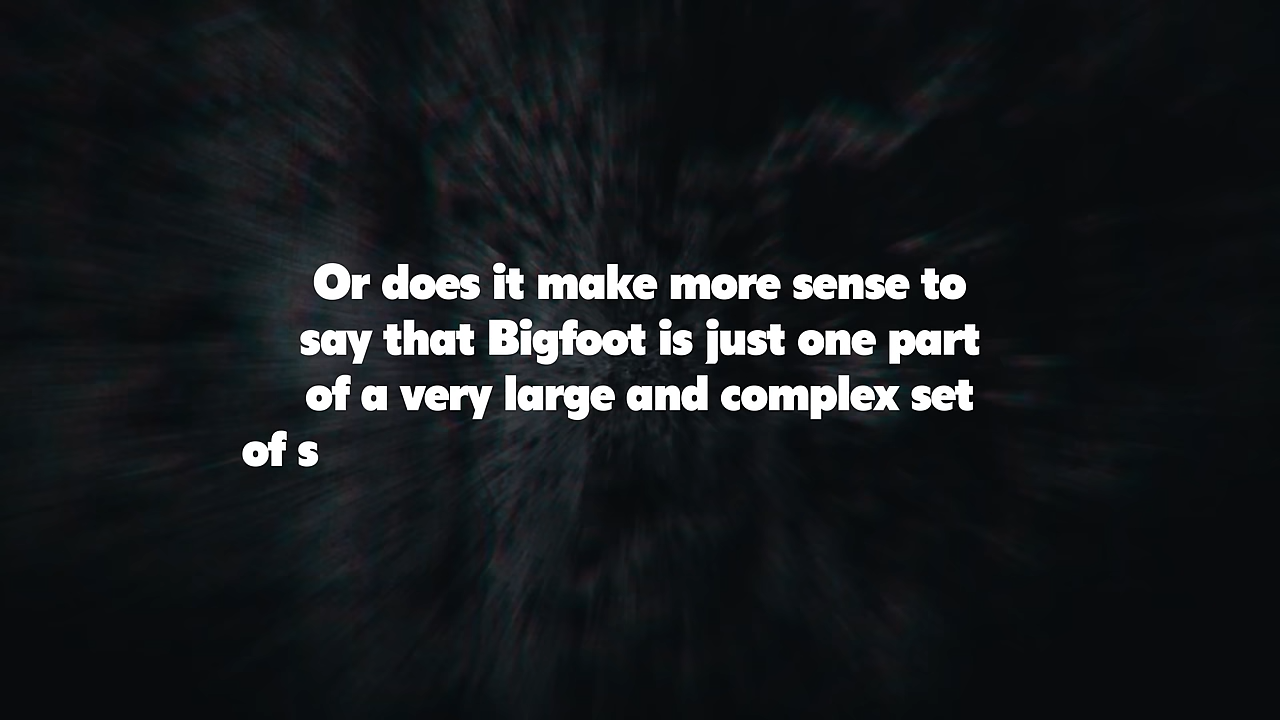 Or does it make more sense to
say that Bigfoot is just one part
of a very large and complex set
of s